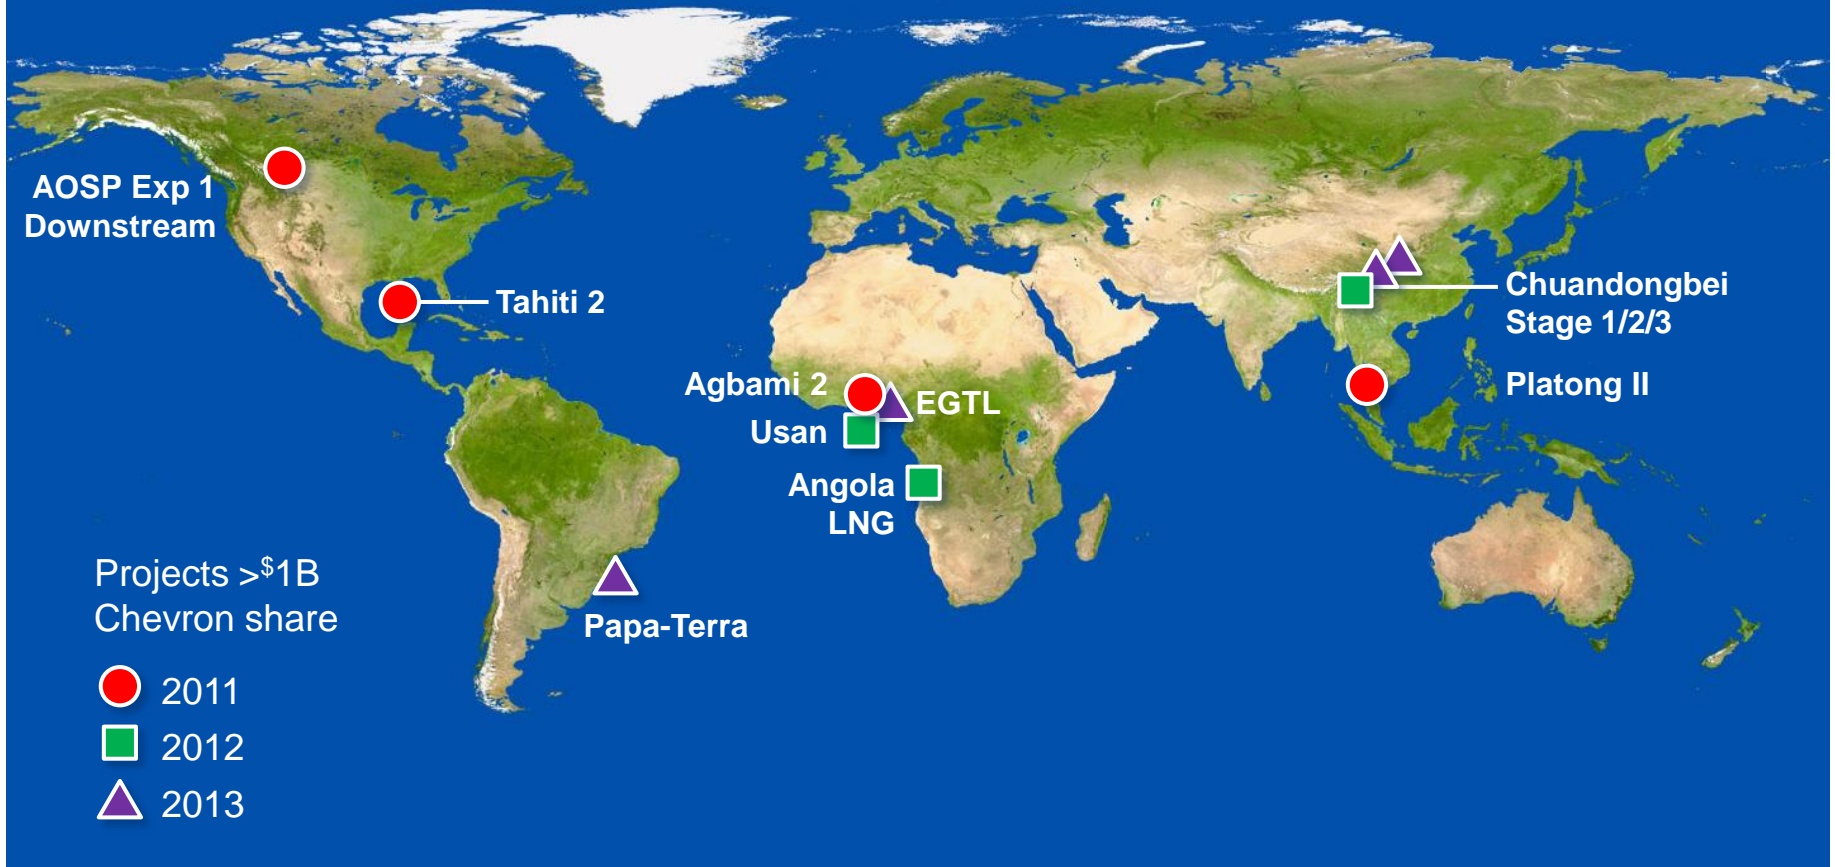 AOSP Exp 1
Downstream
Tahiti 2
Chuandongbei
Stage 1/2/3
Agbami 2
EGTL
Platong II
Usan
Angola
LNG
Papa-Terra
Projects >$1B
Chevron share
2011
2012
2013